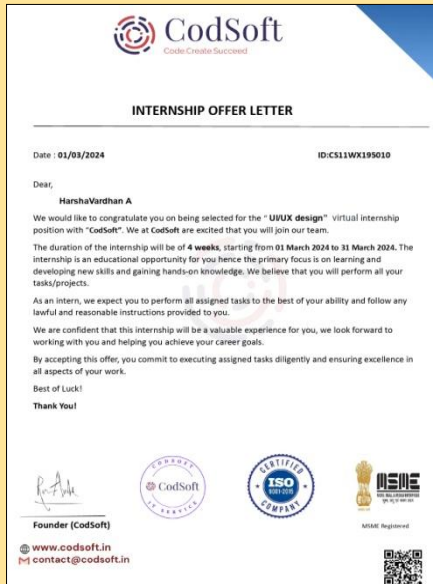 CodSoft
Code.Create Succeed
INTERNSHIP OFFER LETTER
Date : 01/03/2024 ID:CS11WX195010
Dear,
HarshaVardhan A
We would like to congratulate you on being selected for the " UI/UX design" virtual internship
position with "CodSoft". We at CodSoft are excited that you will join our team.
The duration of the internship will be of 4 weeks, starting from 01 March 2024 to 31 March 2024. The
internship is an educational opportunity for you hence the primary focus is on learning and
developing new skills and gaining hands-on knowledge. We believe that you will perform all your
tasks/projects.
As an intern, we expect you to perform all assigned tasks to the best of your ability and follow any
lawful and reasonable instructions provided to you.
We are confident that this internship will be a valuable experience for you, we look forward to
working with you and helping you achieve your career goals.
By accepting this offer, you commit to executing assigned tasks diligently and ensuring excellence in
all aspects of your work.
Best of Luck!
Thank You!
CODSOFT
CodSoft
IT SERVICE
CERTIFIED
ISO
9001:2015
COMPANY
MSME
Founder (CodSoft)
MSME Registered
www.codsoft.in
contact@codsoft.in